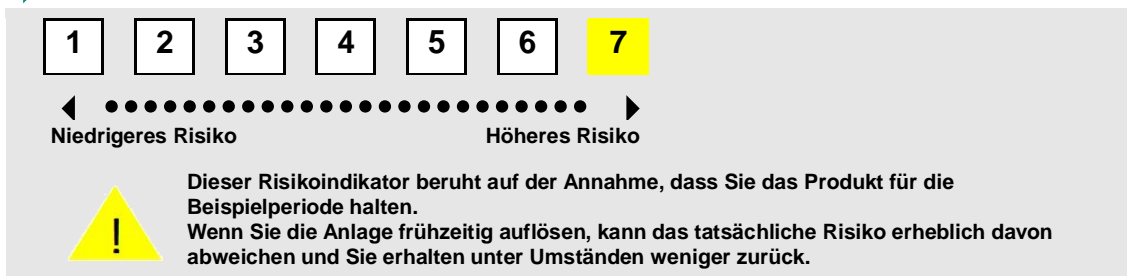 1 2 3 4 5 6 7
Niedrigeres Risiko Höheres Risiko
Dieser Risikoindikator beruht auf der Annahme, dass Sie das Produkt für die
Beispielperiode halten.
! Wenn Sie die Anlage frühzeitig auflösen, kann das tatsächliche Risiko erheblich davon
abweichen und Sie erhalten unter Umständen weniger zurück.